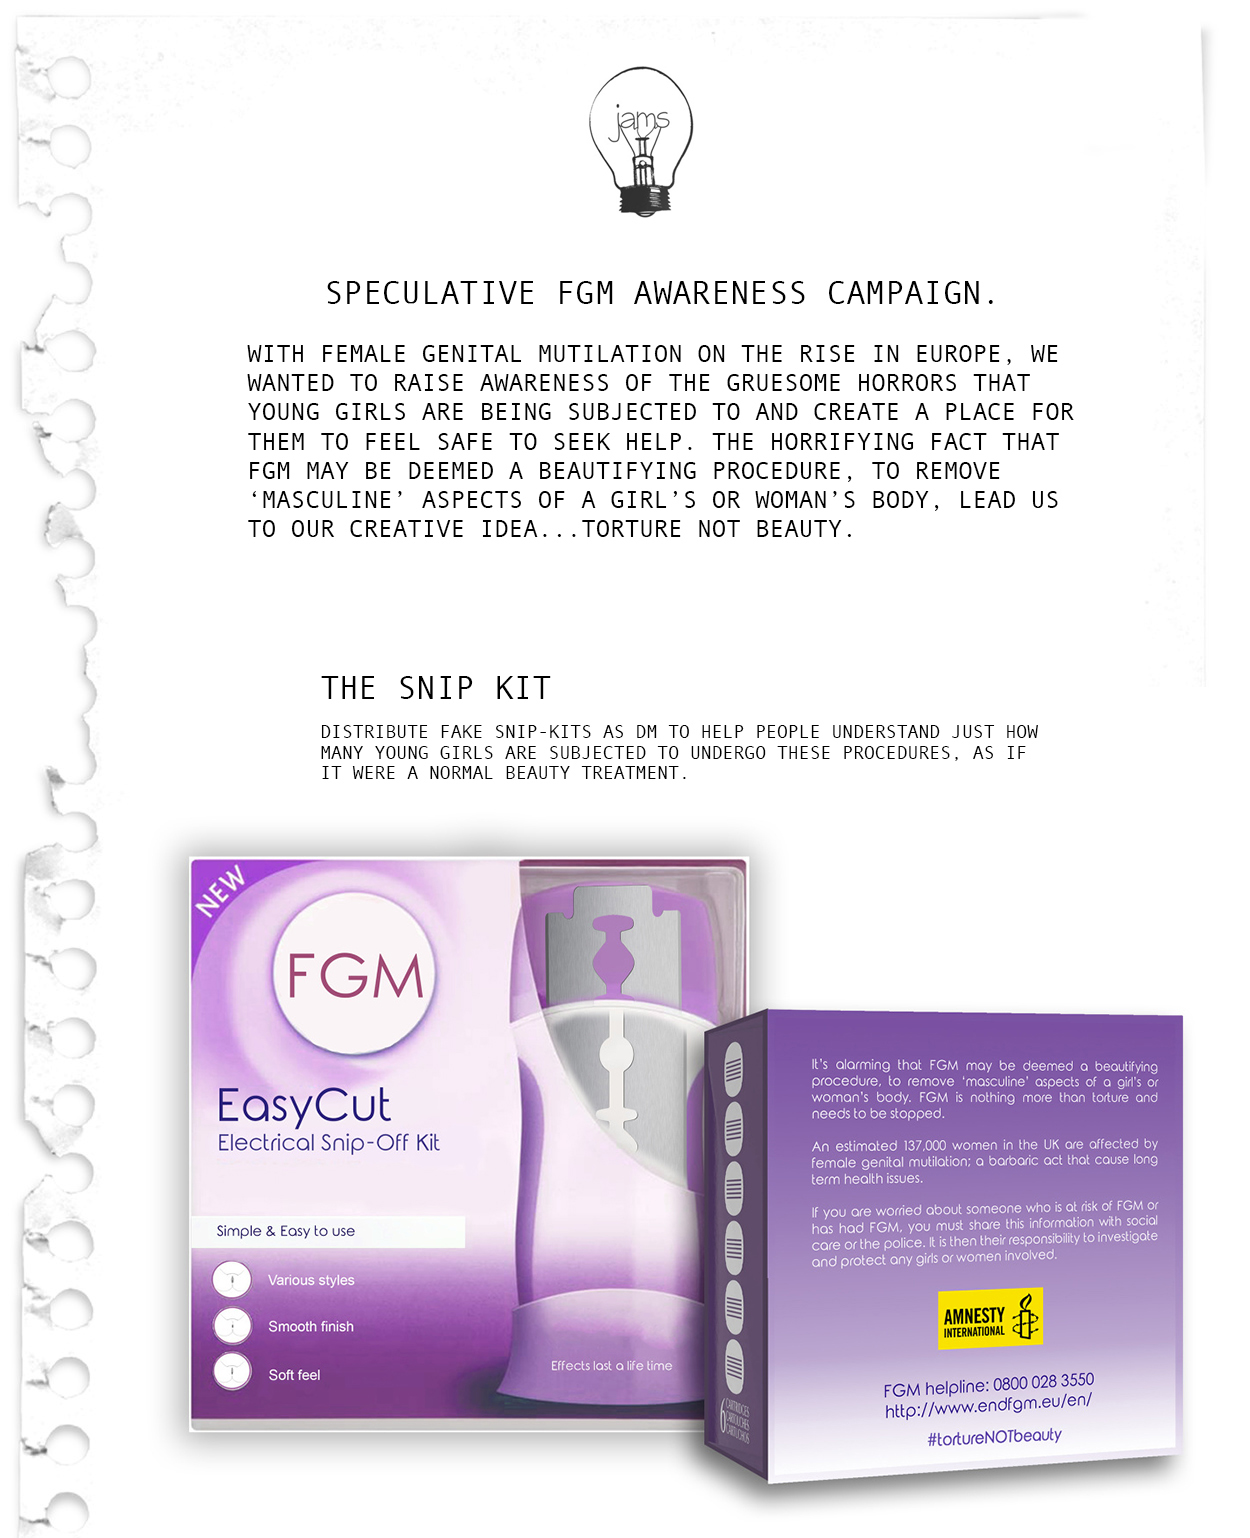 jams
SPECULATIVE FGM AWARENESS CAMPAIGN.
WITH FEMALE GENITAL MUTILATION ON THE RISE IN EUROPE, WE
WANTED TO RAISE AWARENESS OF THE GRUESOME HORRORS THAT
YOUNG GIRLS ARE BEING SUBJECTED TO AND CREATE A PLACE FOR
THEM TO FEEL SAFE TO SEEK HELP. THE HORRIFYING FACT THAT
FGM MAY BE DEEMED A BEAUTIFYING PROCEDURE, TO REMOVE
‘MASCULINE’ ASPECTS OF A GIRL’S OR WOMAN’S BODY, LEAD US
TO OUR CREATIVE IDEA...TORTURE NOT BEAUTY.
THE SNIP KIT
DISTRIBUTE FAKE SNIP-KITS AS DM TO HELP PEOPLE UNDERSTAND JUST HOW
MANY YOUNG GIRLS ARE SUBJECTED TO UNDERGO THESE PROCEDURES, AS IF
IT WERE A NORMAL BEAUTY TREATMENT.
NEW
FGM
EasyCut
Electrical Snip-Off Kit
Simple & Easy to use
Various styles
Smooth finish
Soft feel
Effects last a life time
6
CARTRIDGES
CARTOUCHES
CARTUCHOS
It’s alarming that FGM may be deemed a beautifying
procedure, to remove ‘masculine’ aspects of a girl’s or
woman’s body. FGM is nothing more than torture and
needs to be stopped.
An estimated 137,000 women in the UK are affected by
female genital mutilation; a barbaric act that cause long
term health issues.
If you are worried about someone who is at risk of FGM or
has had FGM, you must share this information with social
care or the police. It is then their responsibility to investigate
and protect any girls or women involved.
AMNESTY
INTERNATIONAL
FGM helpline: 0800 028 3550
http://www.endfgm.eu/en/
#tortureNOTbeauty